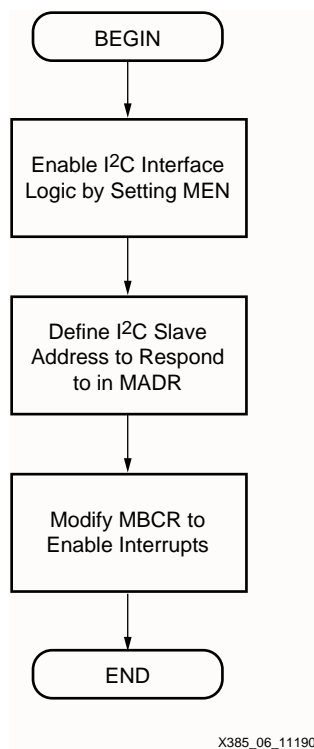 BEGIN
Enable I²C Interface
Logic by Setting MEN
Define I²C Slave
Address to Respond
to in MADR
Modify MBCR to
Enable Interrupts
END
X385_06_11190